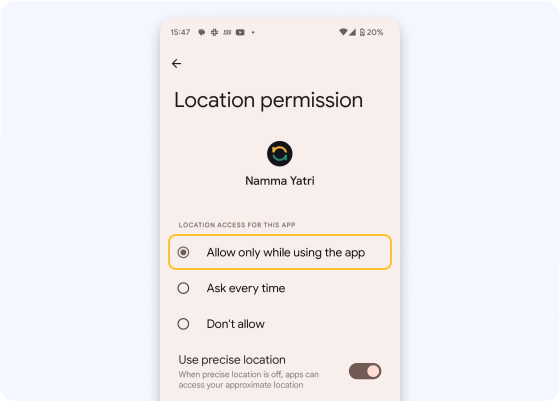 15:47 20%
Location permission
Namma Yatri
LOCATION ACCESS FOR THIS APP
Allow only while using the app
Ask every time
Don't allow
Use precise location
When precise location is off, apps can
access your approximate location